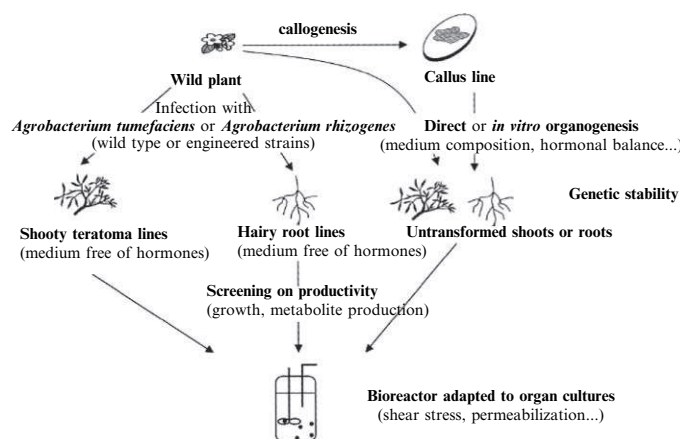 callogenesis
Wild plant
Callus line
Infection with
Agrobacterium tumefaciens or Agrobacterium rhizogenes
(wild type or engineered strains)
Direct or in vitro organogenesis
(medium composition, hormonal balance...)
Genetic stability
Shooty teratoma lines
(medium free of hormones)
Hairy root lines
(medium free of hormones)
Untransformed shoots or roots
Screening on productivity
(growth, metabolite production)
Bioreactor adapted to organ cultures
(shear stress, permeabilization...)